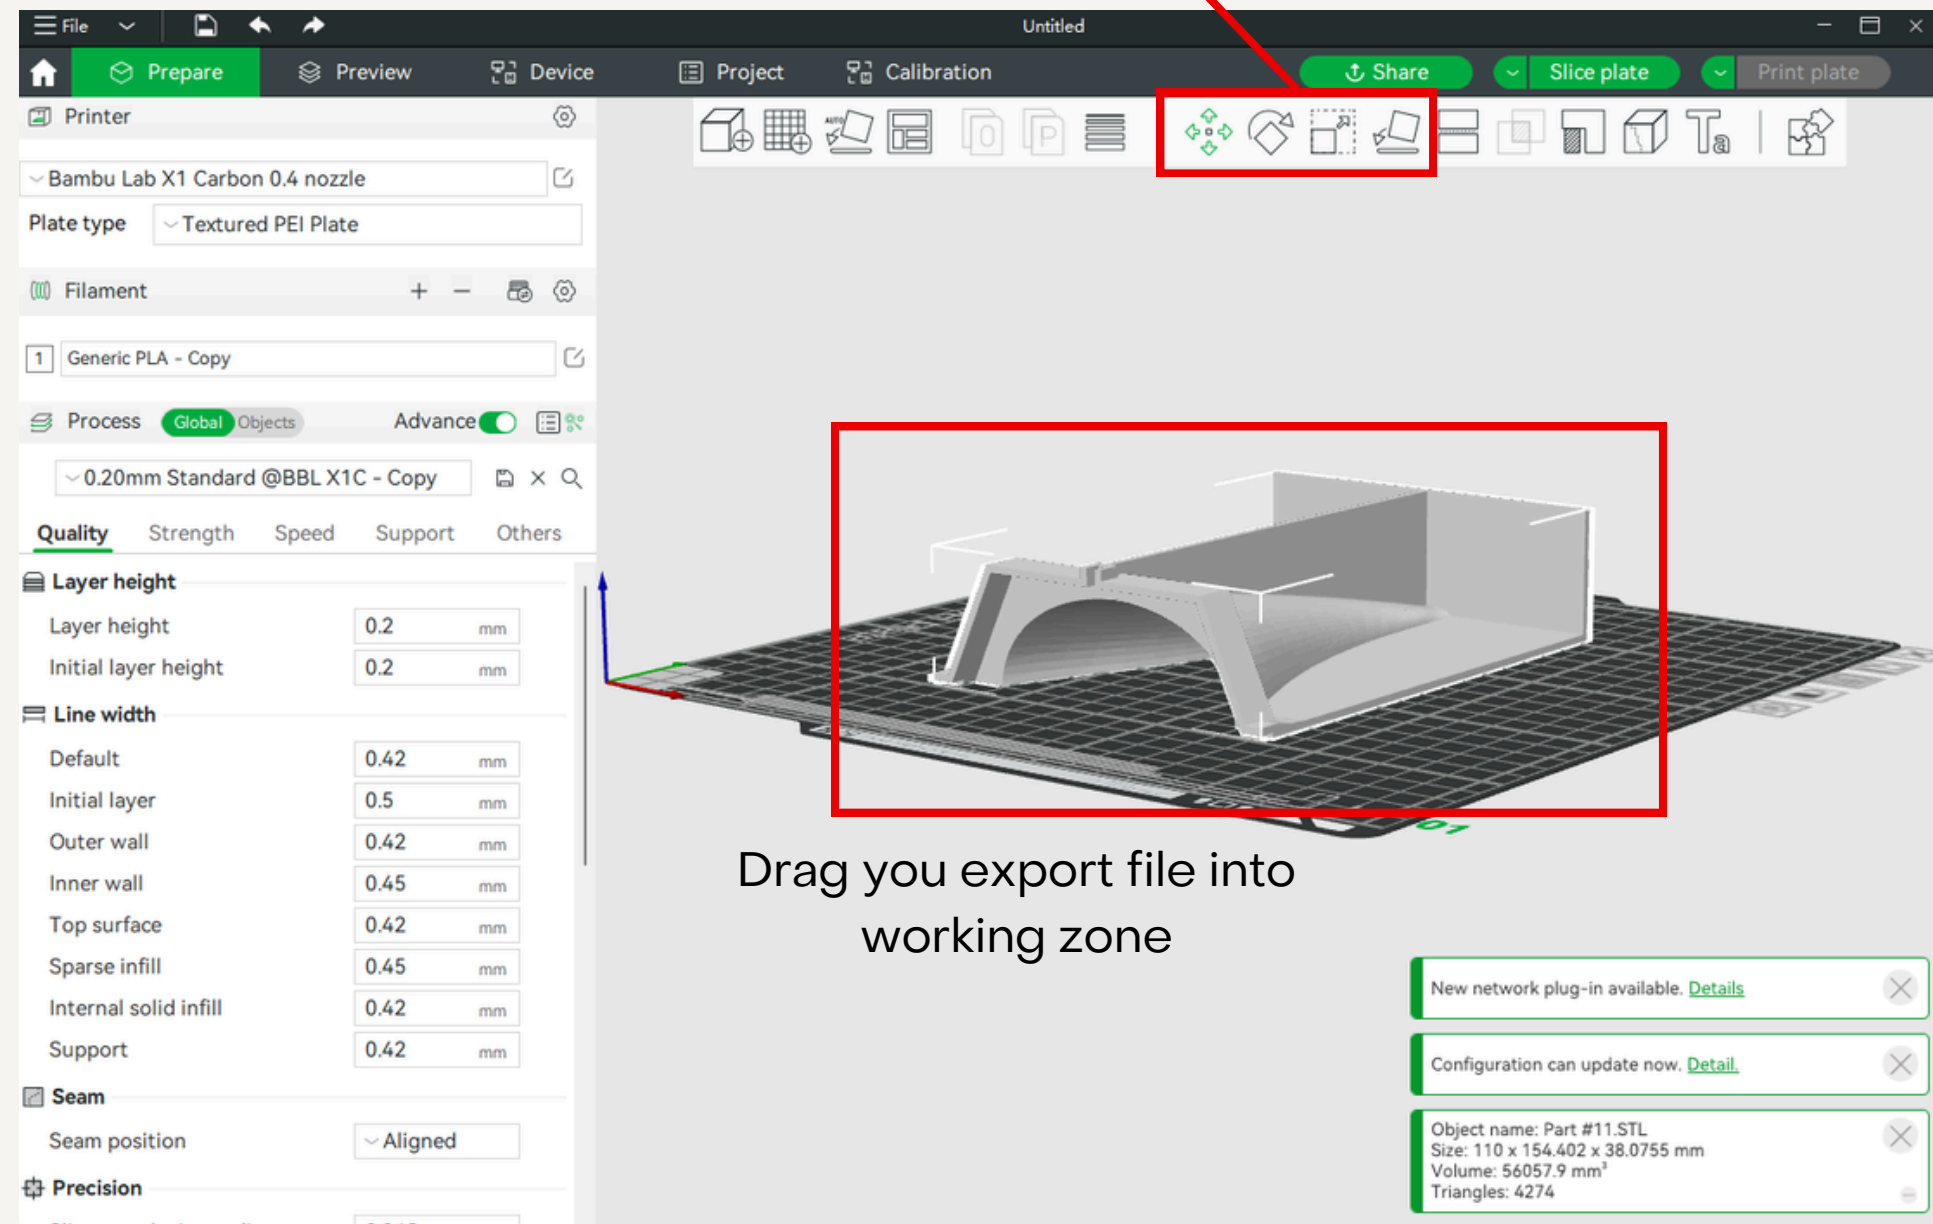 File
Untitled
Prepare
Preview
Device
Project
Calibration
Share
Slice plate
Print plate
Printer
AUTO
O
P
Ta
Bambu Lab X1 Carbon 0.4 nozzle
Plate type
Textured PEI Plate
Filament
1
Generic PLA - Copy
Process
Global
Objects
Advance
0.20mm Standard @BBL X1C - Copy
Quality Strength Speed Support Others
Layer height
Layer height 0.2 mm
Initial layer height 0.2 mm
Line width
Default 0.42 mm
Initial layer 0.5 mm
Outer wall 0.42 mm
Inner wall 0.45 mm
Top surface 0.42 mm
Sparse infill 0.45 mm
Internal solid infill 0.42 mm
Support 0.42 mm
Seam
Seam position Aligned
Precision
01
Drag you export file into
working zone
New network plug-in available. Details
Configuration can update now. Detail.
Object name: Part #11.STL
Size: 110 x 154.402 x 38.0755 mm
Volume: 56057.9 mm³
Triangles: 4274